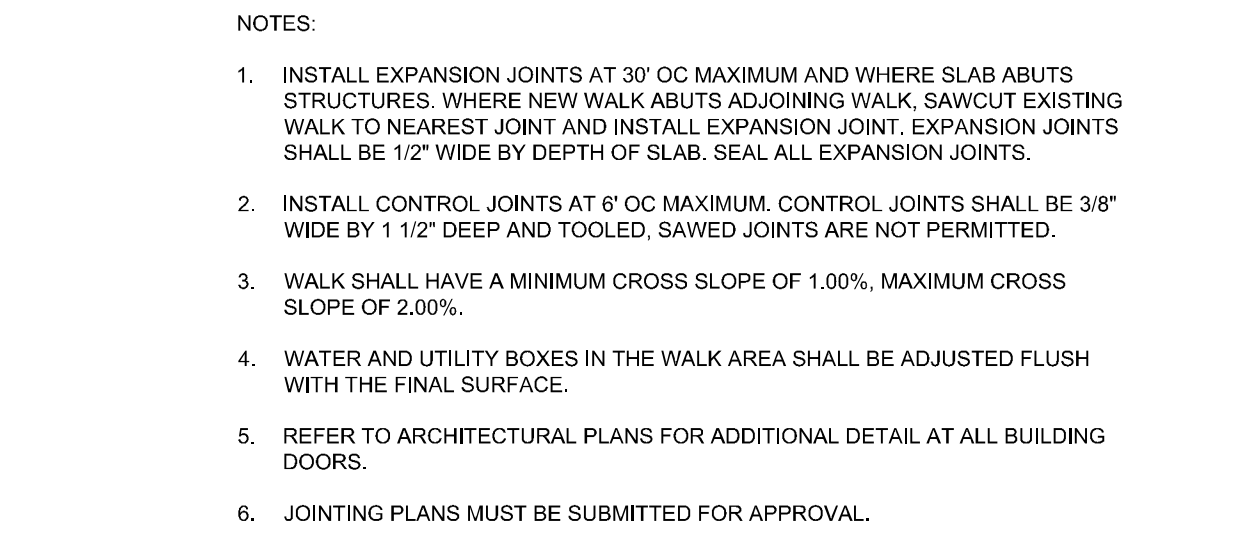 NOTES:
1. INSTALL EXPANSION JOINTS AT 30' OC MAXIMUM AND WHERE SLAB ABUTS
STRUCTURES. WHERE NEW WALK ABUTS ADJOINING WALK, SAWCUT EXISTING
WALK TO NEAREST JOINT AND INSTALL EXPANSION JOINT. EXPANSION JOINTS
SHALL BE 1/2" WIDE BY DEPTH OF SLAB. SEAL ALL EXPANSION JOINTS.
2. INSTALL CONTROL JOINTS AT 6' OC MAXIMUM. CONTROL JOINTS SHALL BE 3/8"
WIDE BY 1 1/2" DEEP AND TOOLED, SAWED JOINTS ARE NOT PERMITTED.
3. WALK SHALL HAVE A MINIMUM CROSS SLOPE OF 1.00%, MAXIMUM CROSS
SLOPE OF 2.00%.
4. WATER AND UTILITY BOXES IN THE WALK AREA SHALL BE ADJUSTED FLUSH
WITH THE FINAL SURFACE.
5. REFER TO ARCHITECTURAL PLANS FOR ADDITIONAL DETAIL AT ALL BUILDING
DOORS.
6. JOINTING PLANS MUST BE SUBMITTED FOR APPROVAL.